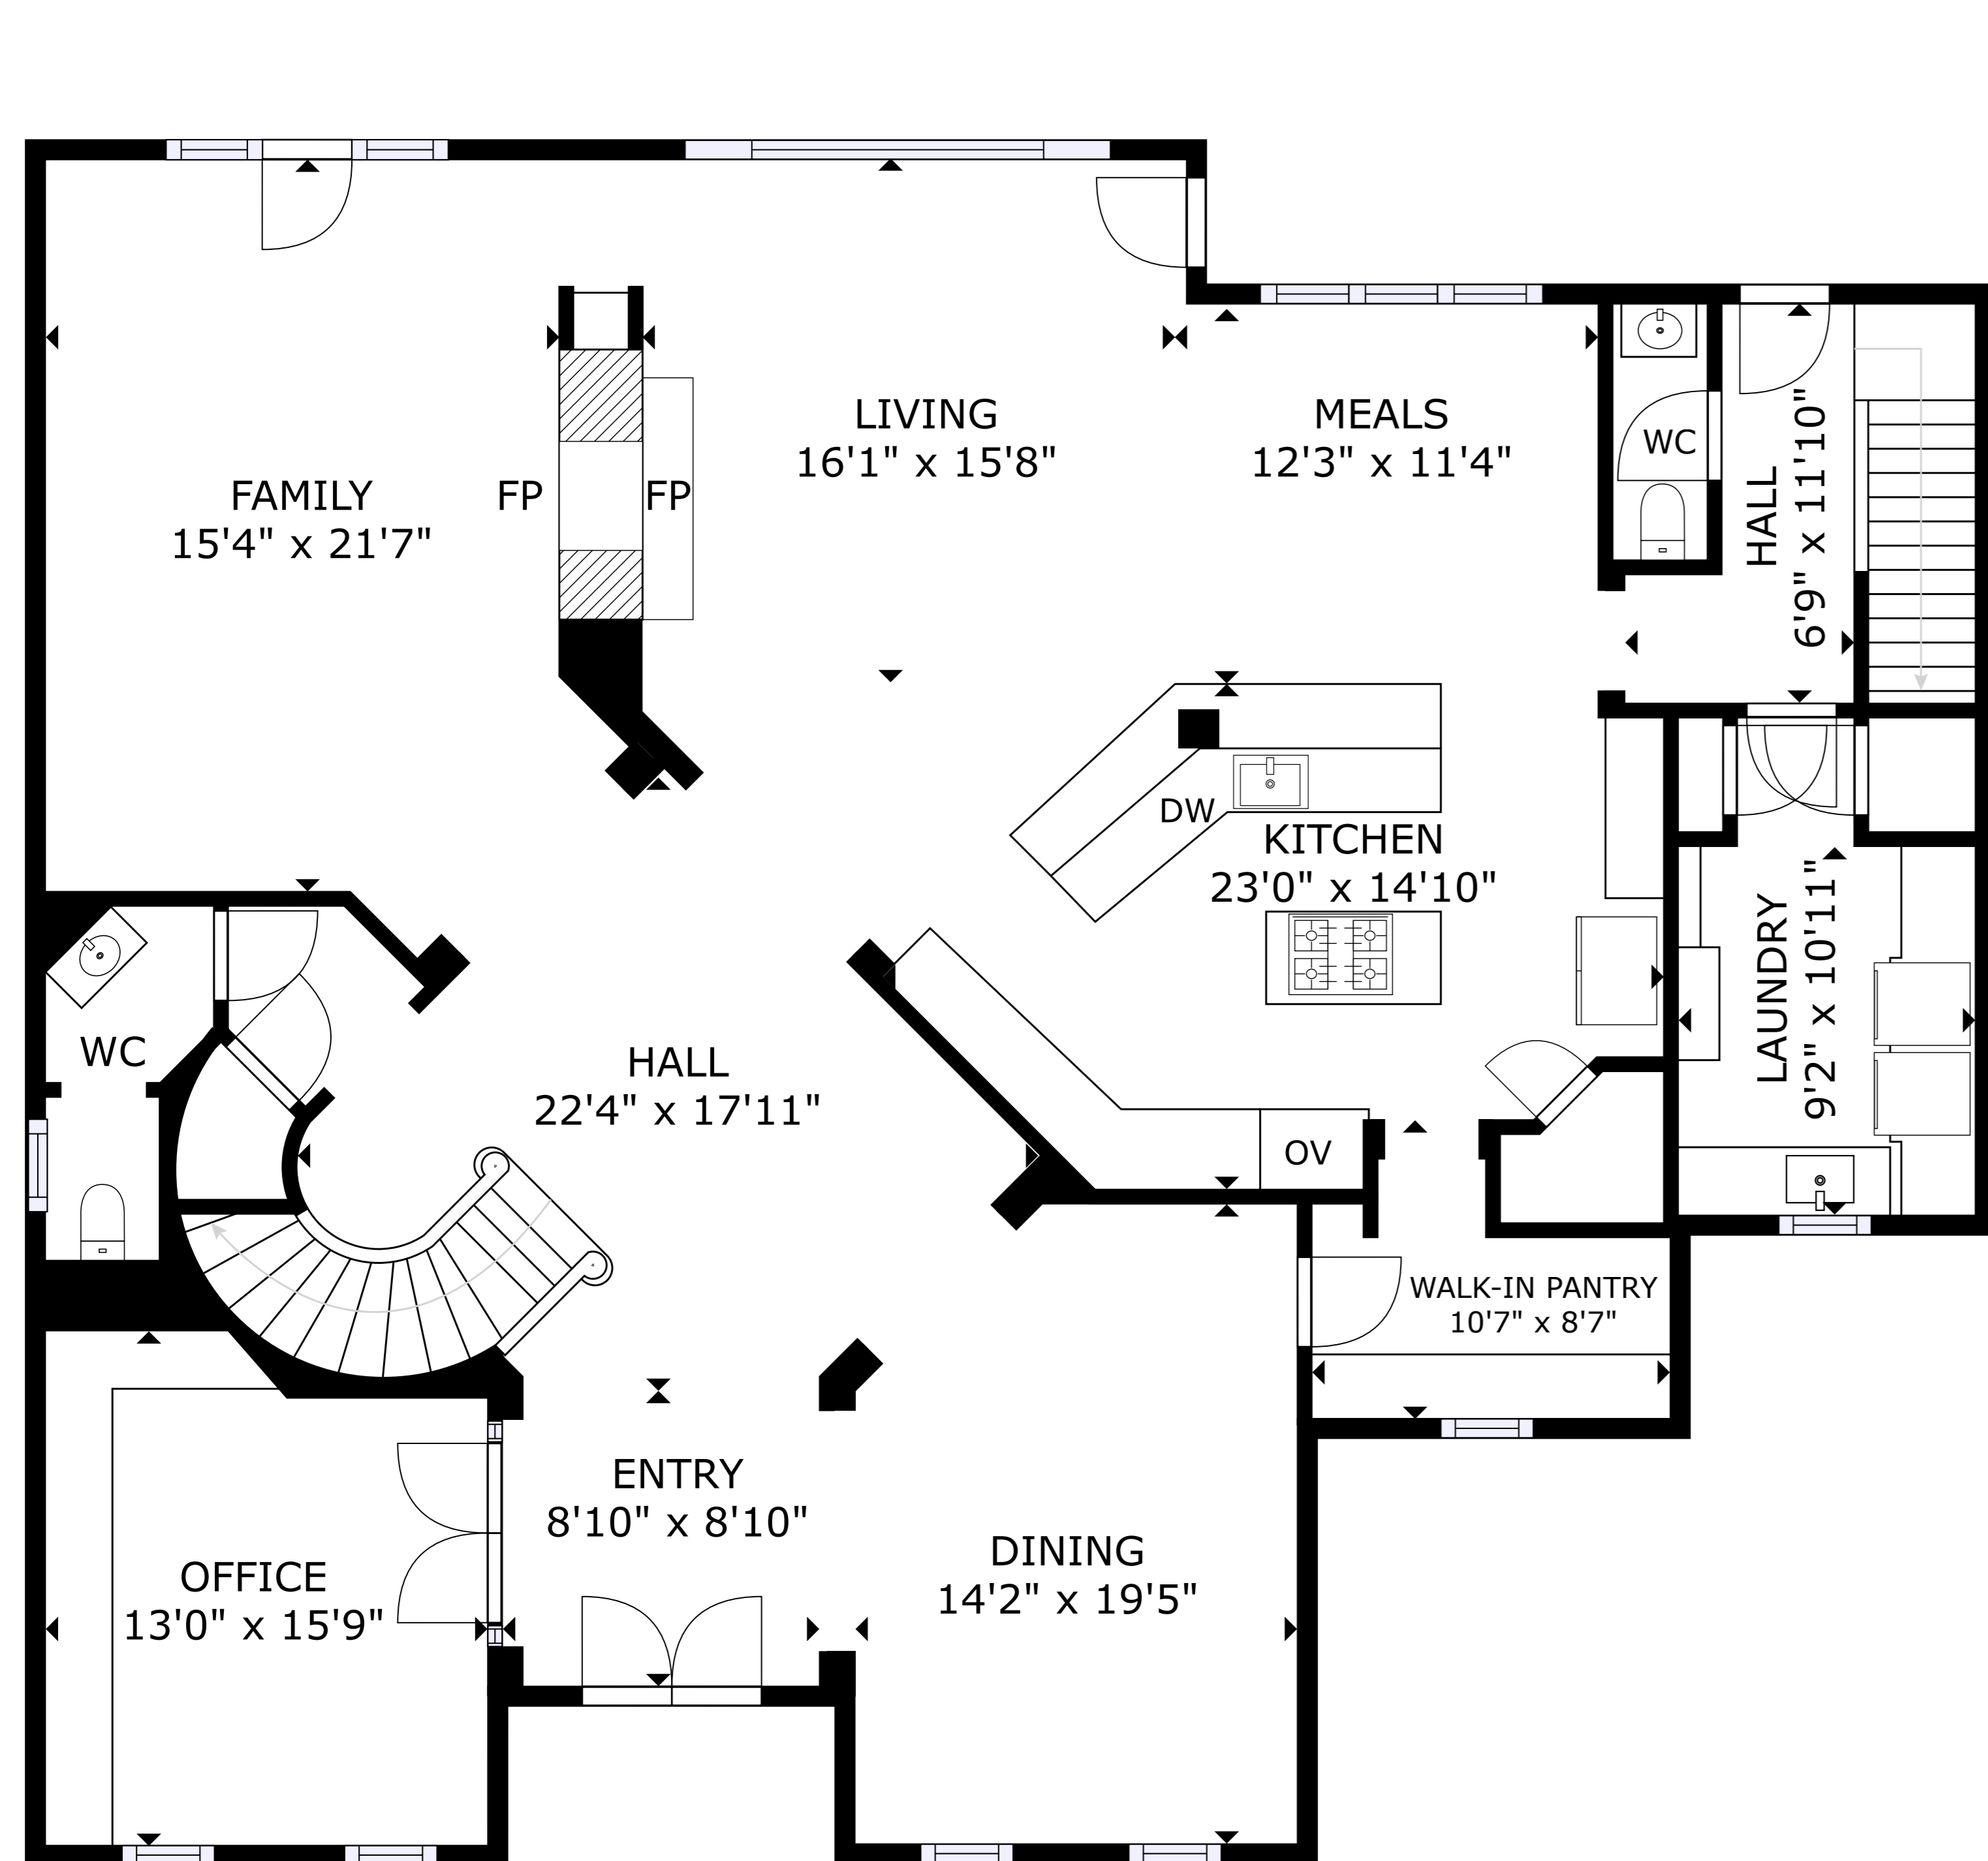 LIVING
16'1" x 15'8"
MEALS
12'3" x 11'4"
WC
HALL
6'9" x 11'10"
FAMILY
15'4" x 21'7"
FP
FP
DW
KITCHEN
23'0" x 14'10"
LAUNDRY
9'2" x 10'11"
WC
HALL
22'4" x 17'11"
OV
WALK-IN PANTRY
10'7" x 8'7"
ENTRY
8'10" x 8'10"
DINING
14'2" x 19'5"
OFFICE
13'0" x 15'9"